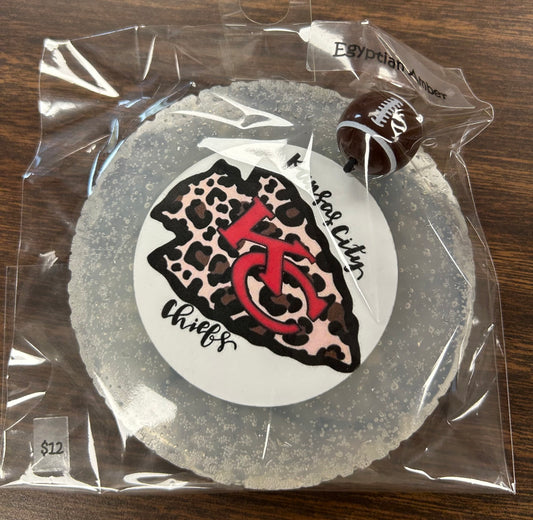 Egyptian Amber
Kansas City
KC
Chiefs
$12